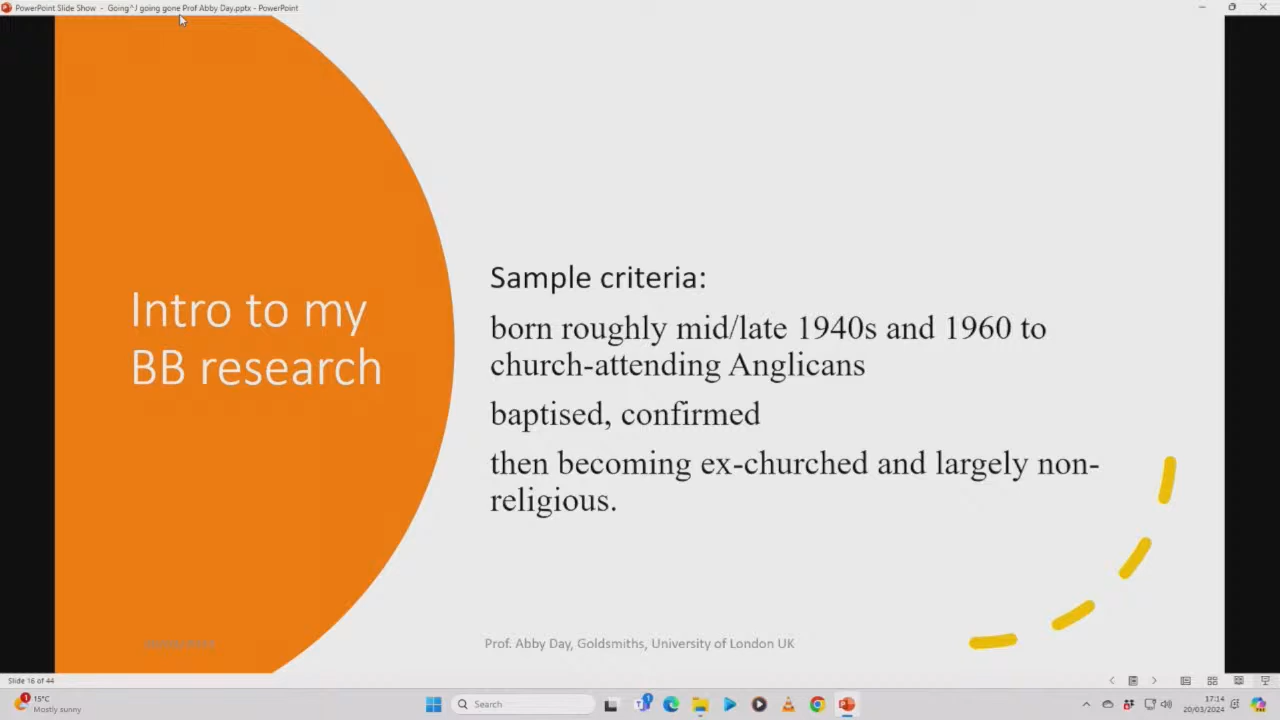 PowerPoint Slide Show - Going^J going gone Prof Abby Day.pptx - PowerPoint
Intro to my
BB research
Sample criteria:
born roughly mid/late 1940s and 1960 to
church-attending Anglicans
baptised, confirmed
then becoming ex-churched and largely non-
religious.
Prof. Abby Day, Goldsmiths, University of London UK
Slide 16 of 44
1
15°C
Mostly sunny
Search
1
17:14
20/03/2024